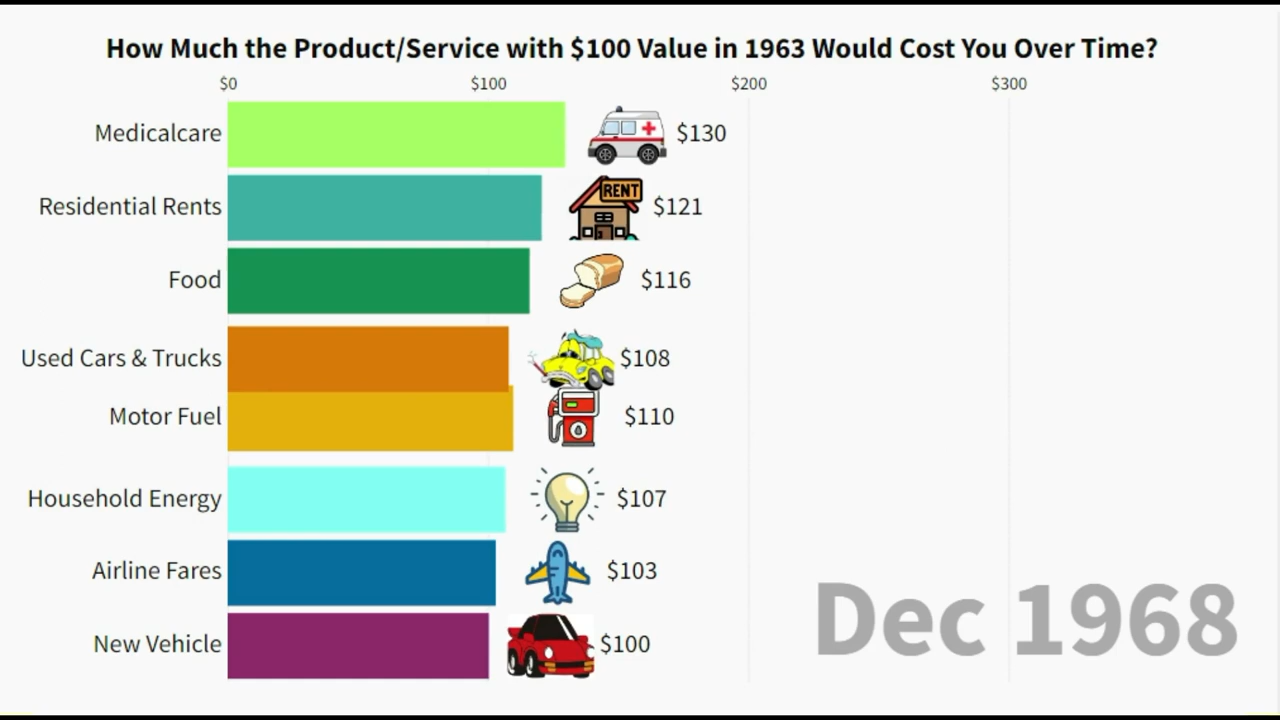 How Much the Product/Service with $100 Value in 1963 Would Cost You Over Time?
$0 $100 $200 $300
Medicalcare $130
Residential Rents RENT $121
Food $116
Used Cars & Trucks $108
Motor Fuel $110
Household Energy $107
Airline Fares $103
New Vehicle $100
Dec 1968